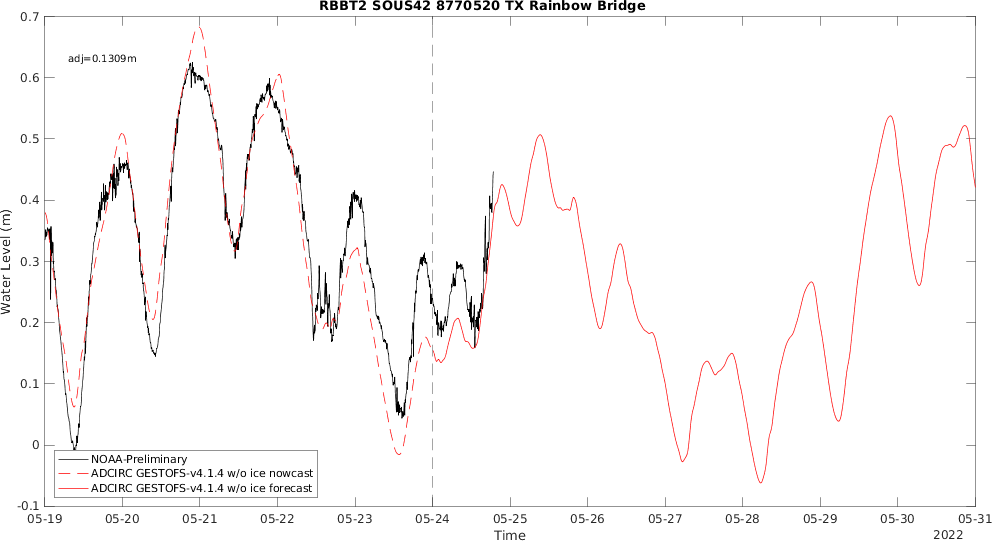 RBBT2 SOUS42 8770520 TX Rainbow Bridge
adj=0.1309m
Water Level (m)
0.7
0.6
0.5
0.4
0.3
0.2
0.1
0
-0.1
NOAA-Preliminary
ADCIRC GESTOFS-v4.1.4 w/o ice nowcast
ADCIRC GESTOFS-v4.1.4 w/o ice forecast
05-19 05-20 05-21 05-22 05-23 05-24 05-25 05-26 05-27 05-28 05-29 05-30 05-31
Time
2022